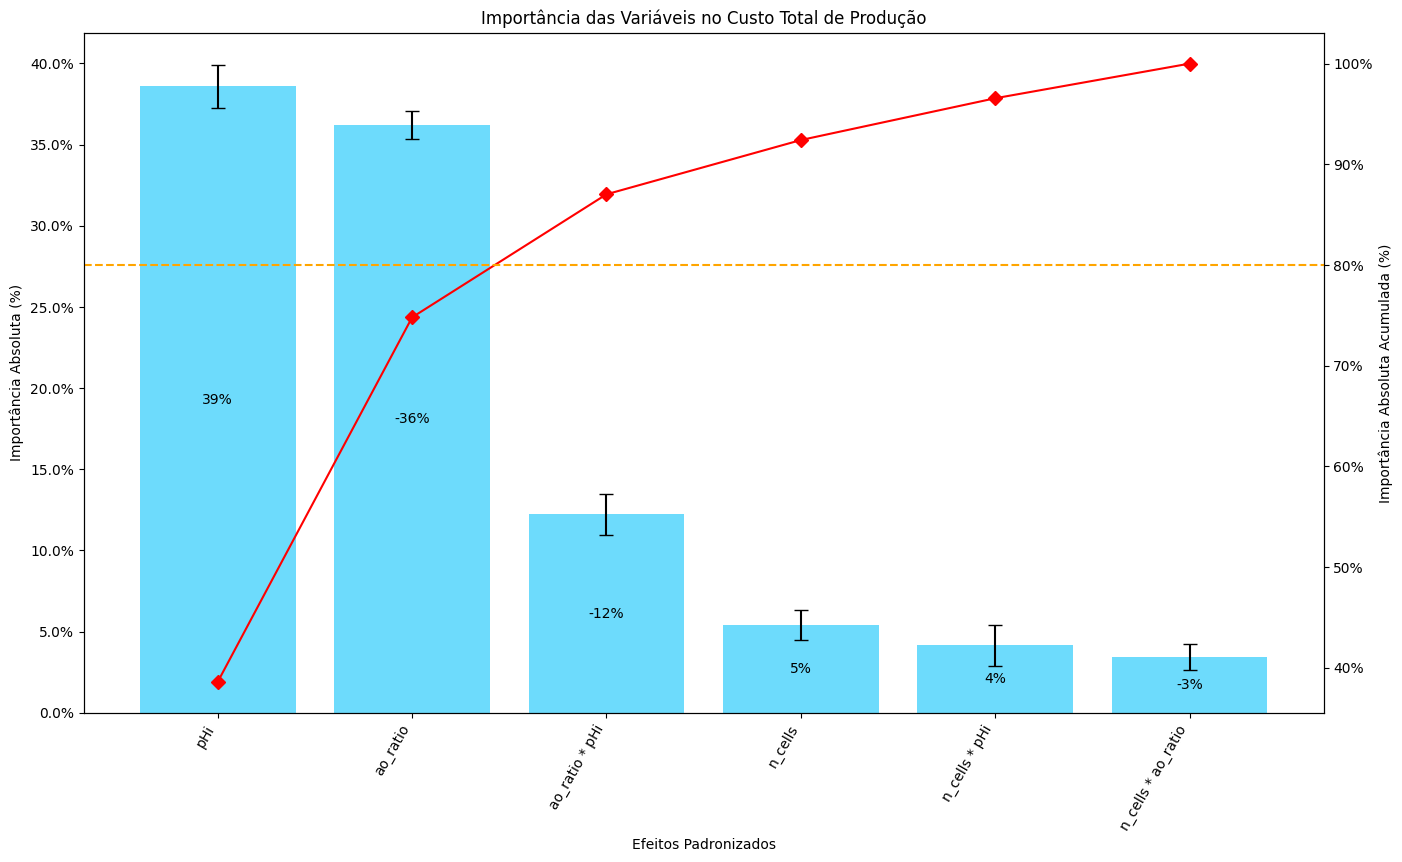 Importância das Variáveis no Custo Total de Produção
Importância Absoluta (%)
40.0%
35.0%
30.0%
25.0%
20.0%
15.0%
10.0%
5.0%
0.0%
39%
-36%
-12%
5%
4%
-3%
100%
90%
80%
70%
60%
50%
40%
Importância Absoluta Acumulada (%)
pHi
ao_ratio
ao_ratio * pHi
n_cells
n_cells * pHi
n_cells * ao_ratio
Efeitos Padronizados